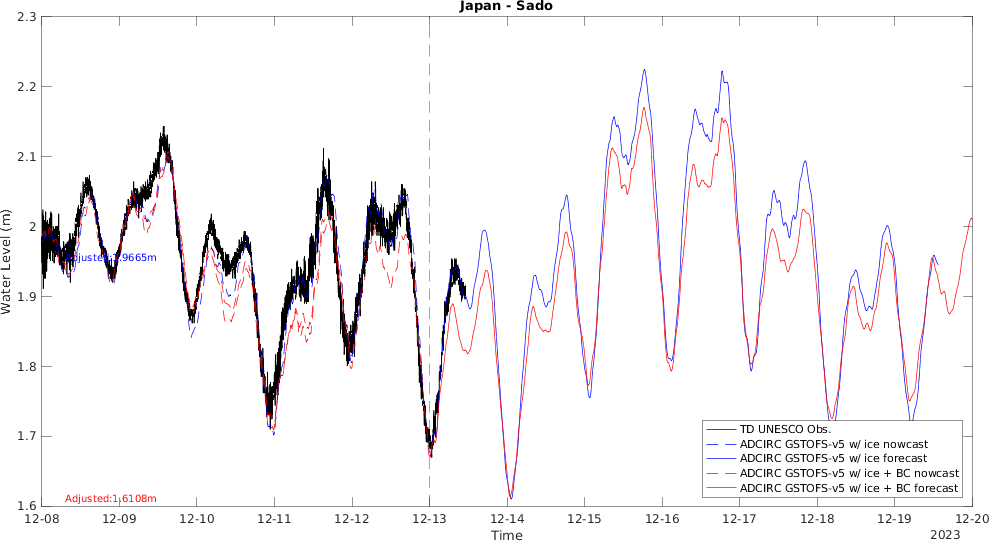 Japan - Sado
2.3
2.2
2.1
2
1.9
1.8
1.7
1.6
Water Level (m)
Adjusted:1.9665m
Adjusted:1.6108m
TD UNESCO Obs.
ADCIRC GSTOFS-v5 w/ ice nowcast
ADCIRC GSTOFS-v5 w/ ice forecast
ADCIRC GSTOFS-v5 w/ ice + BC nowcast
ADCIRC GSTOFS-v5 w/ ice + BC forecast
12-08 12-09 12-10 12-11 12-12 12-13 12-14 12-15 12-16 12-17 12-18 12-19 12-20
Time
2023